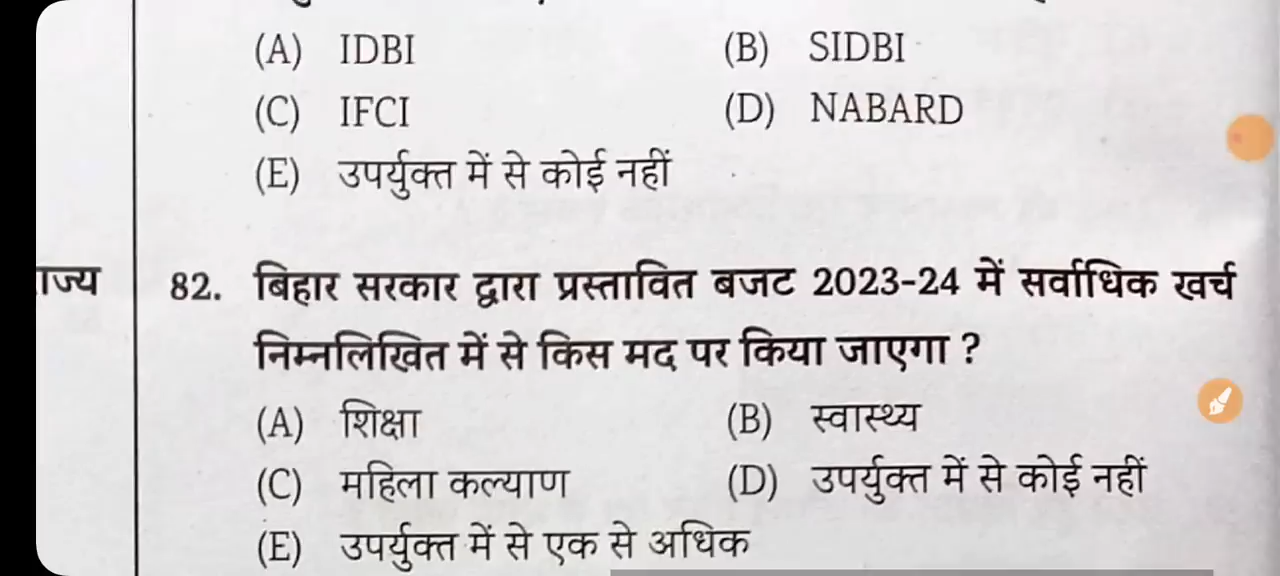 (A) IDBI (B) SIDBI
(C) IFCI (D) NABARD
(E) उपर्युक्त में से कोई नहीं
82. बिहार सरकार द्वारा प्रस्तावित बजट 2023-24 में सर्वाधिक खर्च
निम्नलिखित में से किस मद पर किया जाएगा ?
(A) शिक्षा (B) स्वास्थ्य
(C) महिला कल्याण (D) उपर्युक्त में से कोई नहीं
(E) उपर्युक्त में से एक से अधिक